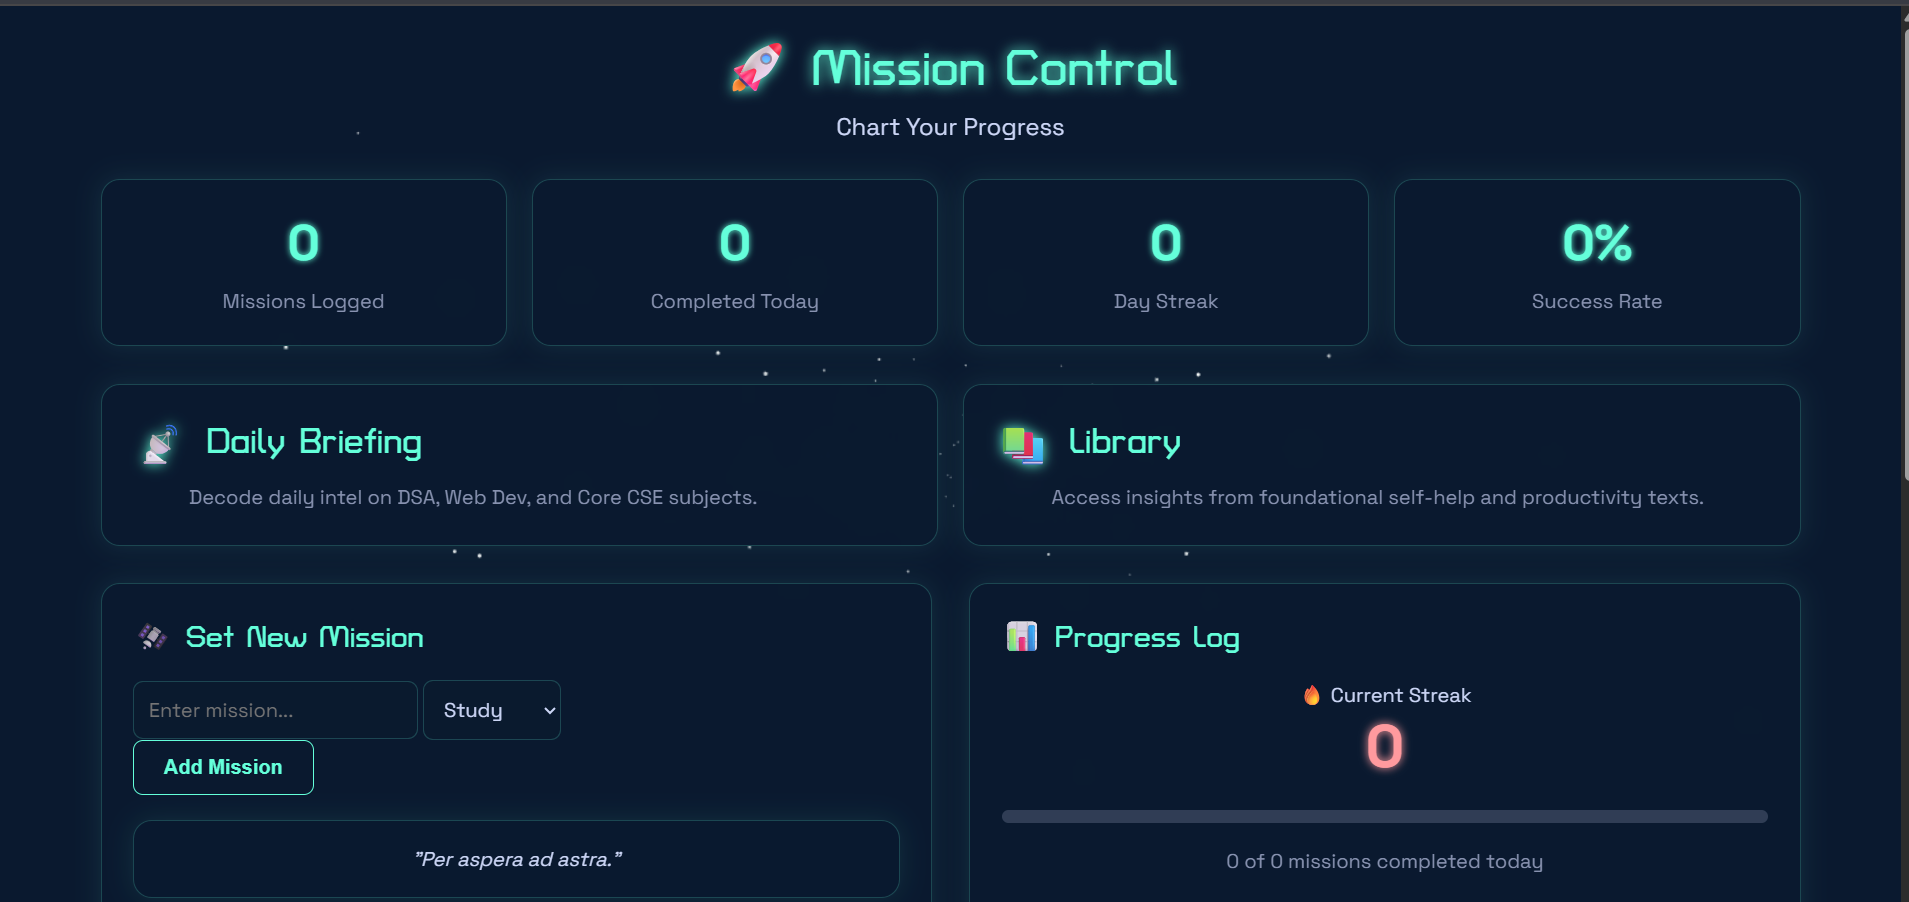 Mission Control
Chart Your Progress
0
Missions Logged
0
Completed Today
0
Day Streak
0%
Success Rate
Daily Briefing
Decode daily intel on DSA, Web Dev, and Core CSE subjects.
Library
Access insights from foundational self-help and productivity texts.
Set New Mission
Enter mission...
Study
Add Mission
"Per aspera ad astra."
Progress Log
Current Streak
0
0 of 0 missions completed today